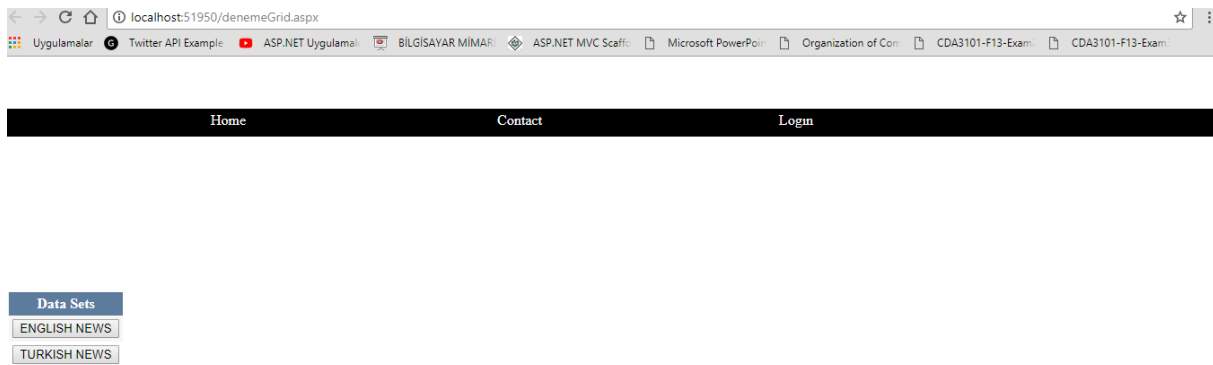 localhost:51950/denemeGrid.aspx
Uygulamalar Twitter API Example ASP.NET Uygulamal BİLGİSAYAR MİMAR ASP.NET MVC Scaffo Microsoft PowerPoin Organization of Com CDA3101-F13-Exam CDA3101-F13-Exam
Home Contact Logın
Data Sets
ENGLISH NEWS
TURKISH NEWS